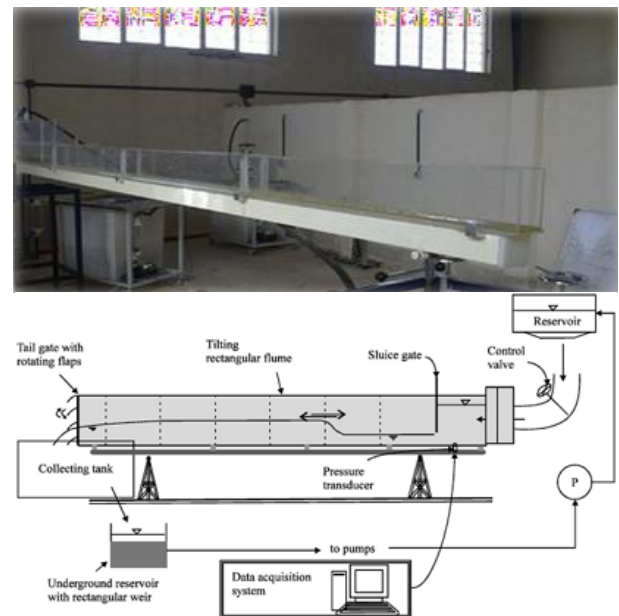 Reservoir
Tail gate with
rotating flaps
Tilting
rectangular flume
Sluice gate
Control
valve
Collecting tank
Pressure
transducer
P
to pumps
Underground reservoir
with rectangular weir
Data acquisition
system